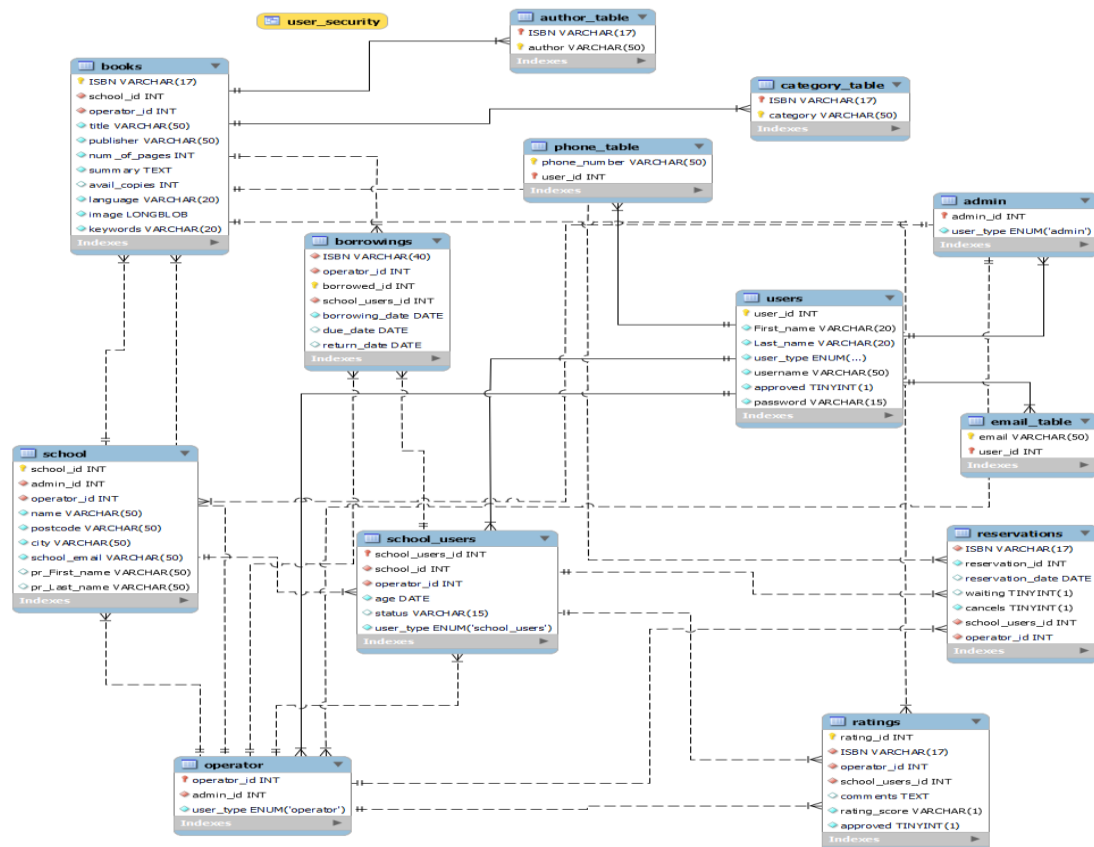 user_security
author_table
ISBN VARCHAR(17)
author VARCHAR(50)
Indexes
books
ISBN VARCHAR(17)
school_id INT
operator_id INT
title VARCHAR(50)
publisher VARCHAR(50)
num_of_pages INT
summary TEXT
avail_copies INT
language VARCHAR(20)
image LONGBLOB
keywords VARCHAR(20)
Indexes
category_table
ISBN VARCHAR(17)
category VARCHAR(50)
Indexes
phone_table
phone_number VARCHAR(50)
user_id INT
Indexes
admin
admin_id INT
user_type ENUM('admin')
Indexes
borrowings
ISBN VARCHAR(40)
operator_id INT
borrowed_id INT
school_users_id INT
borrowing_date DATE
due_date DATE
return_date DATE
Indexes
users
user_id INT
First_name VARCHAR(20)
Last_name VARCHAR(20)
user_type ENUM(...)
username VARCHAR(50)
approved TINYINT(1)
password VARCHAR(15)
Indexes
email_table
email VARCHAR(50)
user_id INT
Indexes
school
school_id INT
admin_id INT
operator_id INT
name VARCHAR(50)
postcode VARCHAR(50)
city VARCHAR(50)
school_email VARCHAR(50)
pr_First_name VARCHAR(50)
pr_Last_name VARCHAR(50)
Indexes
school_users
school_users_id INT
school_id INT
operator_id INT
age DATE
status VARCHAR(15)
user_type ENUM('school_users')
Indexes
reservations
ISBN VARCHAR(17)
reservation_id INT
reservation_date DATE
waiting TINYINT(1)
cancels TINYINT(1)
school_users_id INT
operator_id INT
Indexes
operator
operator_id INT
admin_id INT
user_type ENUM('operator')
Indexes
ratings
rating_id INT
ISBN VARCHAR(17)
operator_id INT
school_users_id INT
comments TEXT
rating_score VARCHAR(1)
approved TINYINT(1)
Indexes